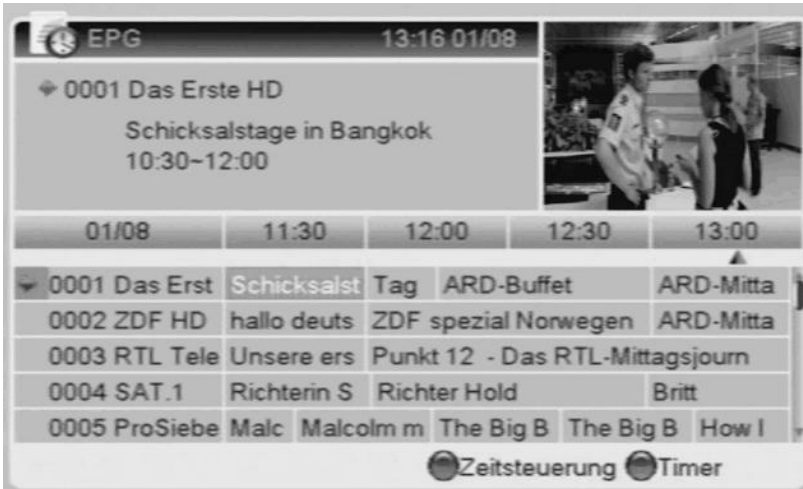 EPG 13:16 01/08
0001 Das Erste HD
Schicksalstage in Bangkok
10:30~12:00
01/08 11:30 12:00 12:30 13:00
0001 Das Erst Schicksalst Tag ARD-Buffet ARD-Mitta
0002 ZDF HD hallo deuts ZDF spezial Norwegen ARD-Mitta
0003 RTL Tele Unsere ers Punkt 12 - Das RTL-Mittagsjourn
0004 SAT.1 Richterin S Richter Hold Britt
0005 ProSiebe Malc Malcolm m The Big B The Big B How I
Zeitsteuerung Timer